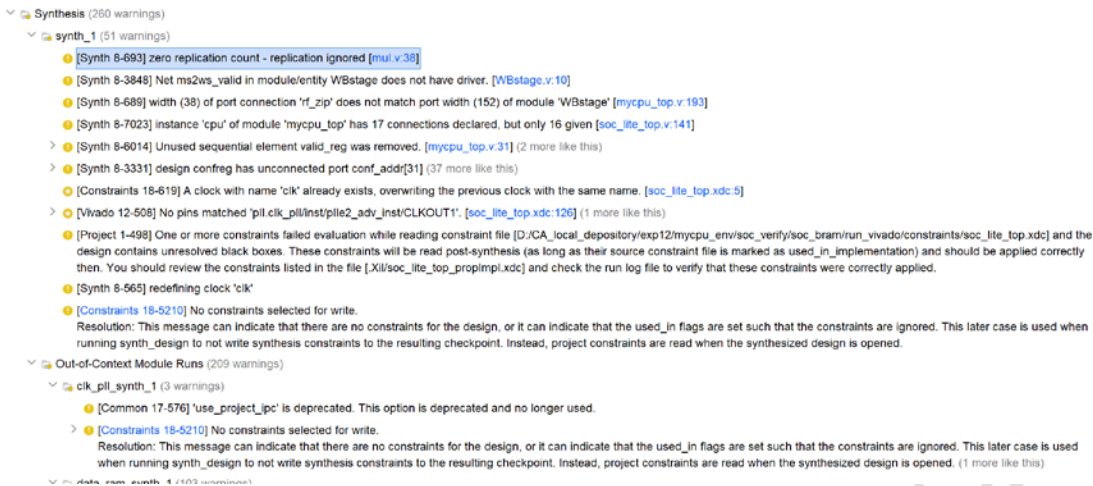 Synthesis (260 warnings)
synth_1 (51 warnings)
[Synth 8-693] zero replication count - replication ignored [mul.v:38]
[Synth 8-3848] Net ms2ws_valid in module/entity WBstage does not have driver. [WBstage.v:10]
[Synth 8-689] width (38) of port connection 'rf_zip' does not match port width (152) of module 'WBstage' [mycpu_top.v:193]
[Synth 8-7023] instance 'cpu' of module 'mycpu_top' has 17 connections declared, but only 16 given [soc_lite_top.v:141]
[Synth 8-6014] Unused sequential element valid_reg was removed. [mycpu_top.v:31] (2 more like this)
[Synth 8-3331] design confreg has unconnected port conf_addr[31] (37 more like this)
[Constraints 18-619] A clock with name 'clk' already exists, overwriting the previous clock with the same name. [soc_lite_top.xdc:5]
[Vivado 12-508] No pins matched 'pll.clk_pll/inst/plle2_adv_inst/CLKOUT1'. [soc_lite_top.xdc:126] (1 more like this)
[Project 1-498] One or more constraints failed evaluation while reading constraint file [D:/CA_local_depository/exp12/mycpu_env/soc_verify/soc_bram/run_vivado/constraints/soc_lite_top.xdc] and the
design contains unresolved black boxes. These constraints will be read post-synthesis (as long as their source constraint file is marked as used_in_implementation) and should be applied correctly
then. You should review the constraints listed in the file [.Xil/soc_lite_top_propImpl.xdc] and check the run log file to verify that these constraints were correctly applied.
[Synth 8-565] redefining clock 'clk'
[Constraints 18-5210] No constraints selected for write.
Resolution: This message can indicate that there are no constraints for the design, or it can indicate that the used_in flags are set such that the constraints are ignored. This later case is used when
running synth_design to not write synthesis constraints to the resulting checkpoint. Instead, project constraints are read when the synthesized design is opened.
Out-of-Context Module Runs (209 warnings)
clk_pll_synth_1 (3 warnings)
[Common 17-576] 'use_project_ipc' is deprecated. This option is deprecated and no longer used.
[Constraints 18-5210] No constraints selected for write.
Resolution: This message can indicate that there are no constraints for the design, or it can indicate that the used_in flags are set such that the constraints are ignored. This later case is used
when running synth_design to not write synthesis constraints to the resulting checkpoint. Instead, project constraints are read when the synthesized design is opened. (1 more like this)
data_ram_synth_1 (103 warnings)